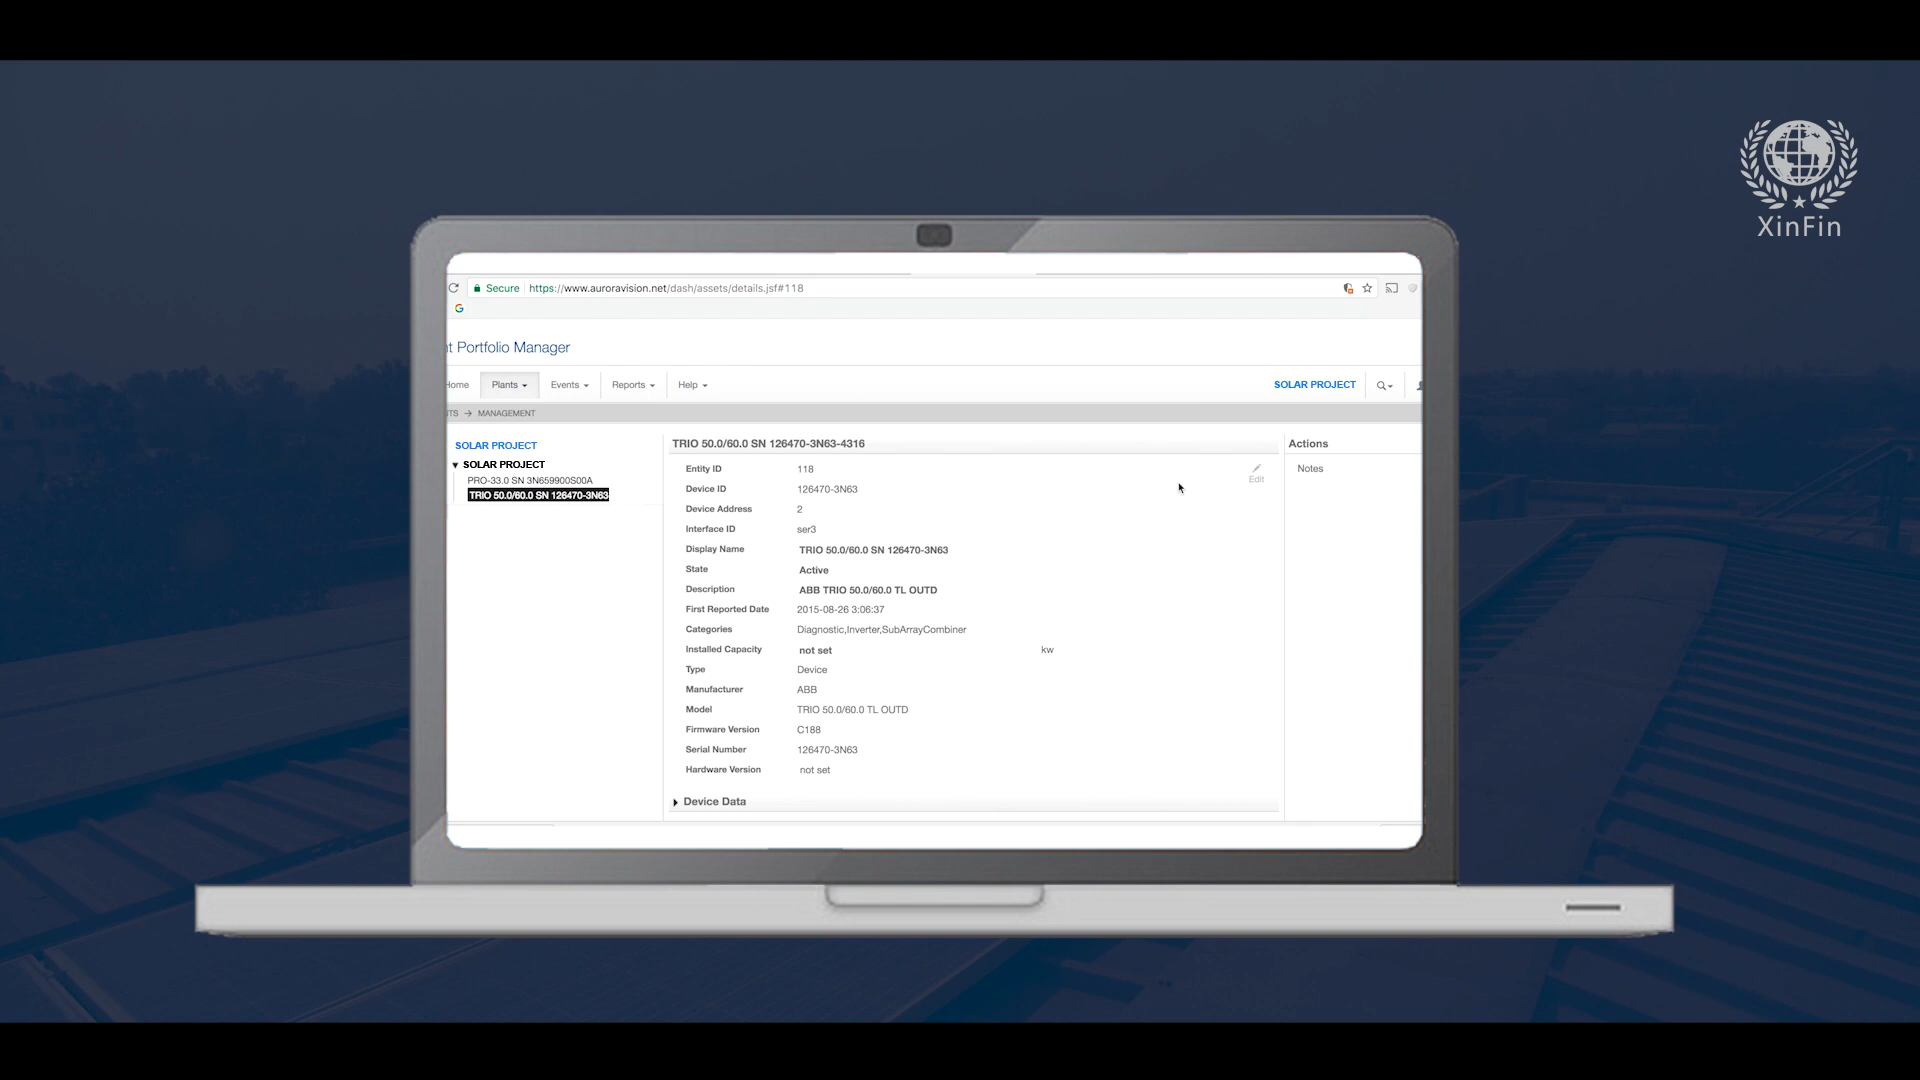 XinFin
Secure https://www.auroravision.net/dash/assets/details.jsf#118
G
nt Portfolio Manager
Home Plants Events Reports Help SOLAR PROJECT
TS → MANAGEMENT
SOLAR PROJECT
SOLAR PROJECT
PRO-33.0 SN 3N659900S00A
TRIO 50.0/60.0 SN 126470-3N63
TRIO 50.0/60.0 SN 126470-3N63-4316
Entity ID 118
Device ID 126470-3N63
Device Address 2
Interface ID ser3
Display Name TRIO 50.0/60.0 SN 126470-3N63
State Active
Description ABB TRIO 50.0/60.0 TL OUTD
First Reported Date 2015-08-26 3:06:37
Categories Diagnostic,Inverter,SubArrayCombiner
Installed Capacity not set kw
Type Device
Manufacturer ABB
Model TRIO 50.0/60.0 TL OUTD
Firmware Version C188
Serial Number 126470-3N63
Hardware Version not set
Device Data
Edit
Actions
Notes